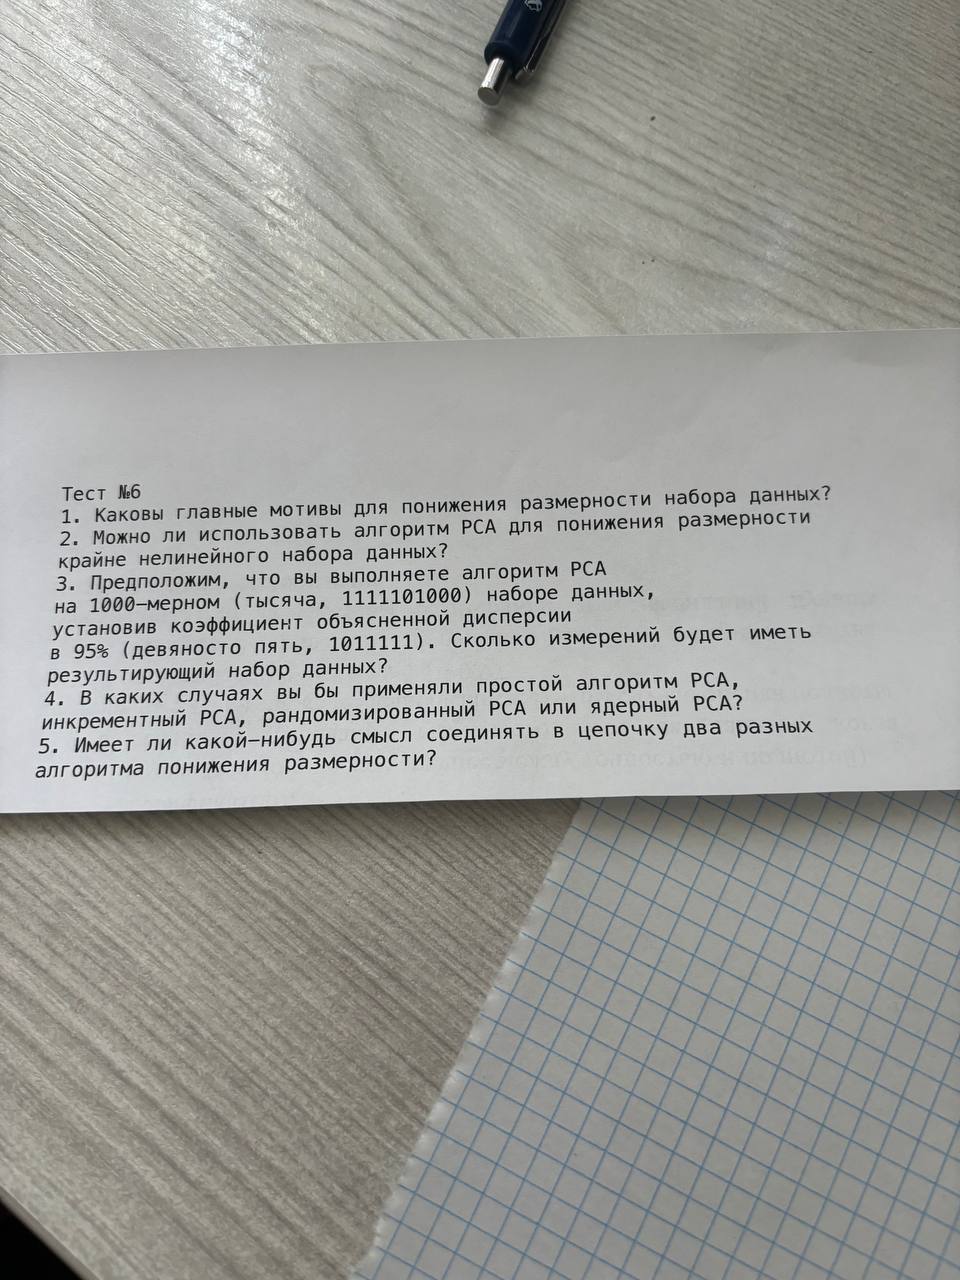 Тест №6
1. Каковы главные мотивы для понижения размерности набора данных?
2. Можно ли использовать алгоритм PCA для понижения размерности
крайне нелинейного набора данных?
3. Предположим, что вы выполняете алгоритм PCA
на 1000-мерном (тысяча, 1111101000) наборе данных,
установив коэффициент объясненной дисперсии
в 95% (девяносто пять, 1011111). Сколько измерений будет иметь
результирующий набор данных?
4. В каких случаях вы бы применяли простой алгоритм PCA,
инкрементный PCA, рандомизированный PCA или ядерный PCA?
5. Имеет ли какой-нибудь смысл соединять в цепочку два разных
алгоритма понижения размерности?